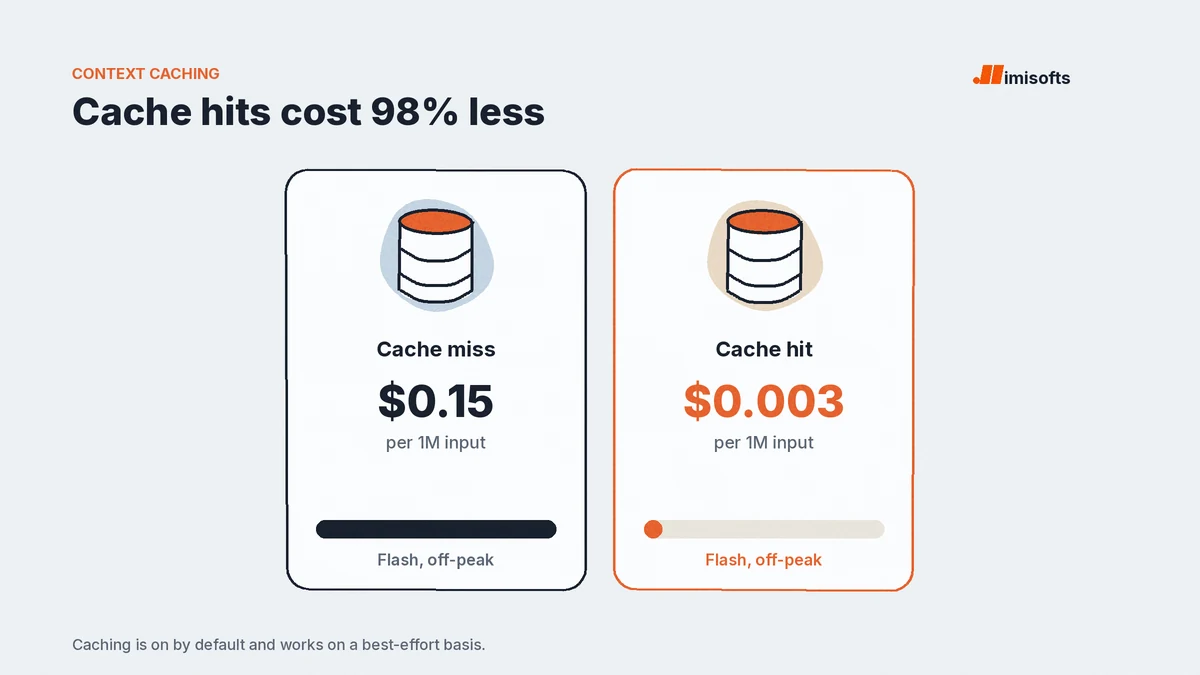 CONTEXT CACHING
imisofts
Cache hits cost 98% less
Cache miss
$0.15
per 1M input
Flash, off-peak
Cache hit
$0.003
per 1M input
Flash, off-peak
Caching is on by default and works on a best-effort basis.